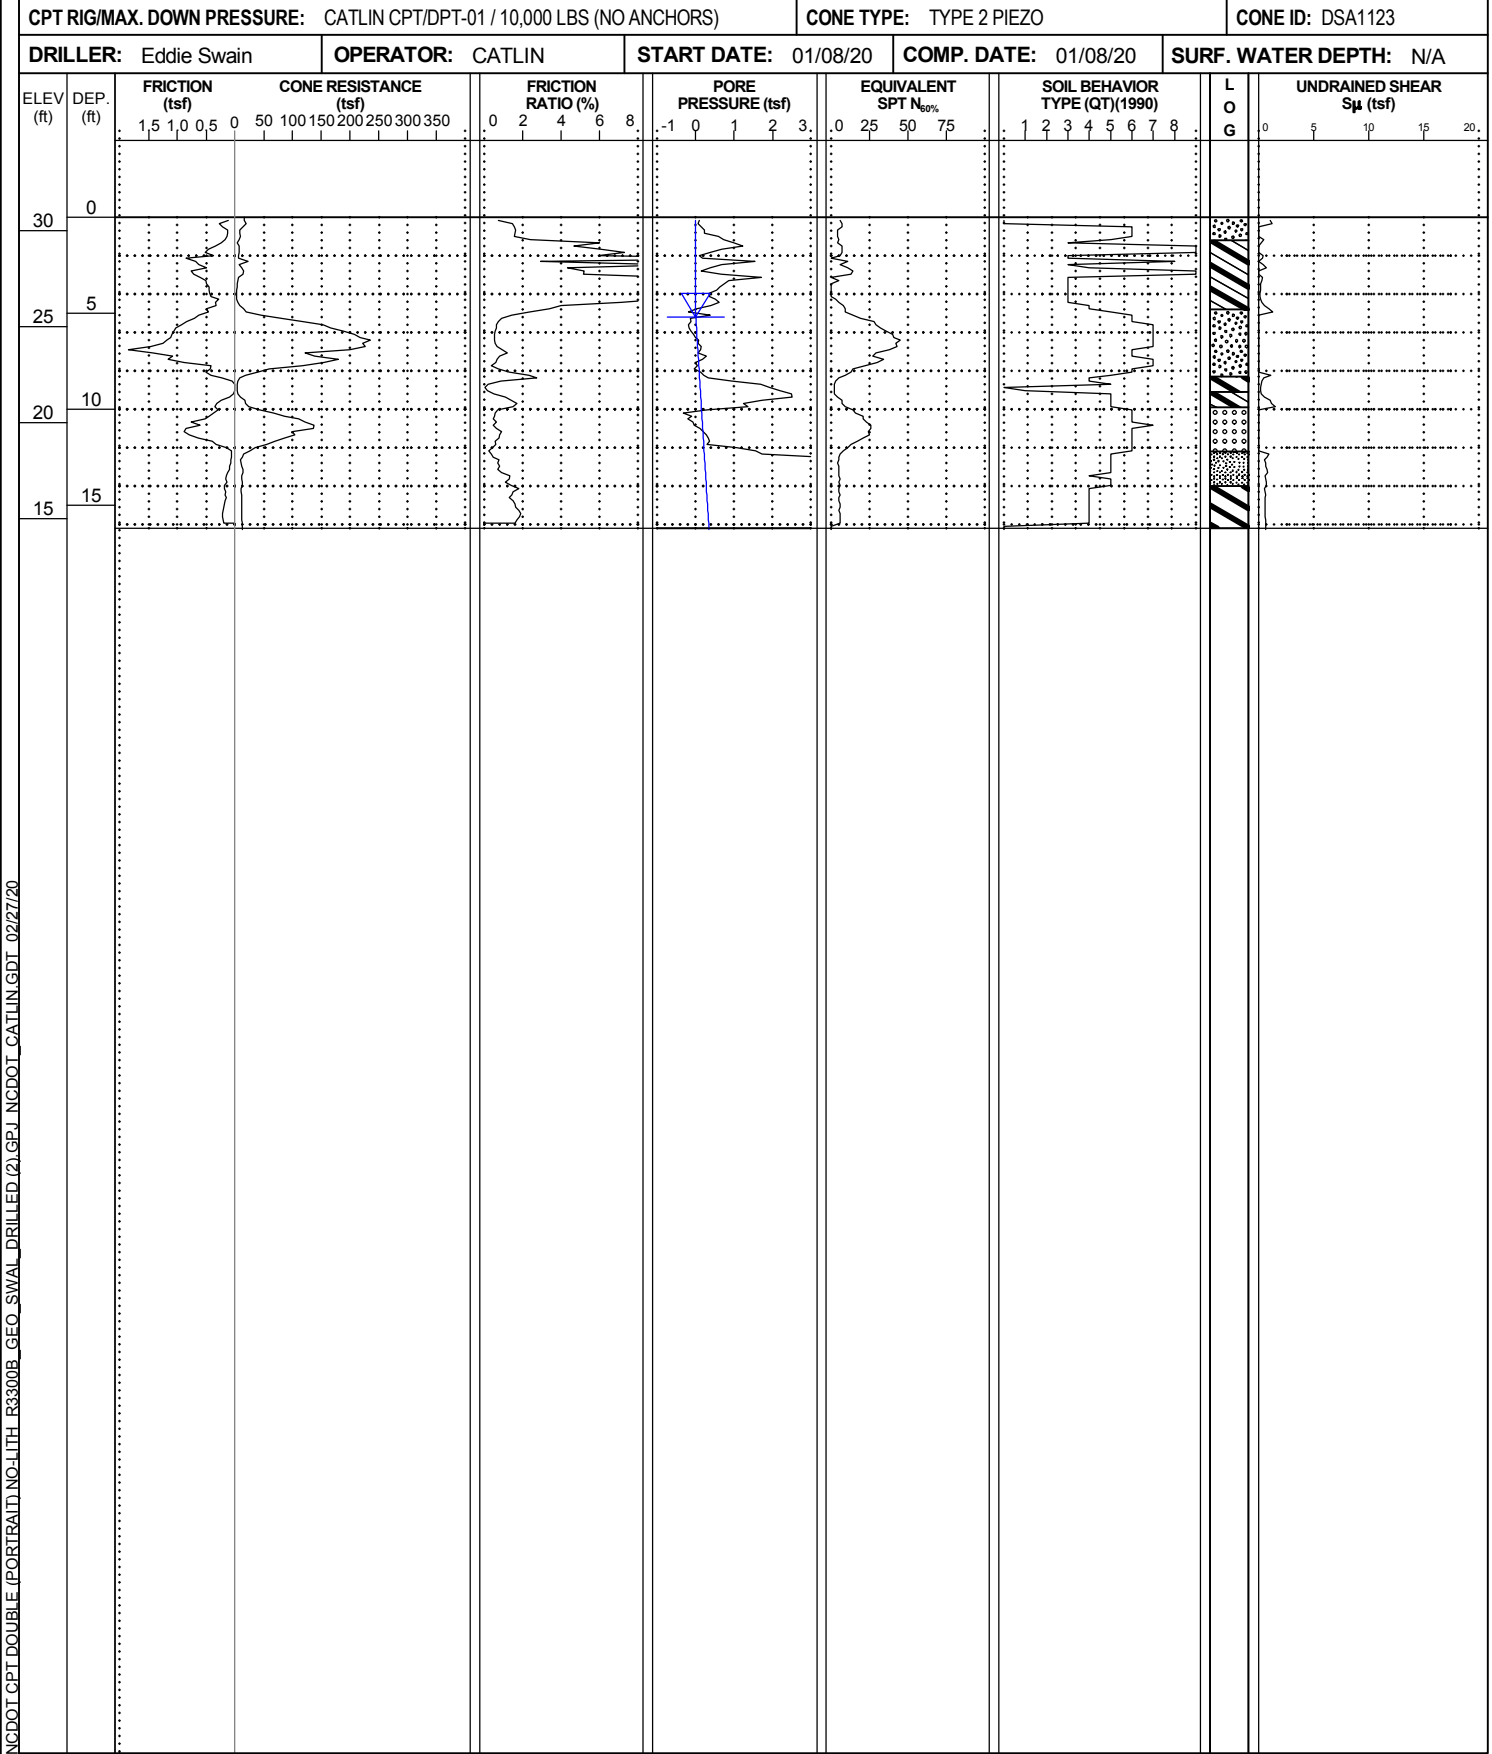 CPT RIG/MAX. DOWN PRESSURE: CATLIN CPT/DPT-01 / 10,000 LBS (NO ANCHORS) CONE TYPE: TYPE 2 PIEZO CONE ID: DSA1123
DRILLER: Eddie Swain OPERATOR: CATLIN START DATE: 01/08/20 COMP. DATE: 01/08/20 SURF. WATER DEPTH: N/A
ELEV (ft)
DEP. (ft)
FRICTION (tsf)
1.5 1.0 0.5 0
CONE RESISTANCE (tsf)
50 100 150 200 250 300 350
FRICTION RATIO (%)
0 2 4 6 8
PORE PRESSURE (tsf)
-1 0 1 2 3
EQUIVALENT SPT N60%
0 25 50 75
SOIL BEHAVIOR TYPE (QT)(1990)
1 2 3 4 5 6 7 8
L
O
G
UNDRAINED SHEAR Sμ (tsf)
0 5 10 15 20
0
30
5
25
10
20
15
15
NCDOT CPT DOUBLE (PORTRAIT) NO-LITH R3300B_GEO_SWAL_DRILLED (2).GPJ NCDOT_CATLIN.GDT 02/27/20